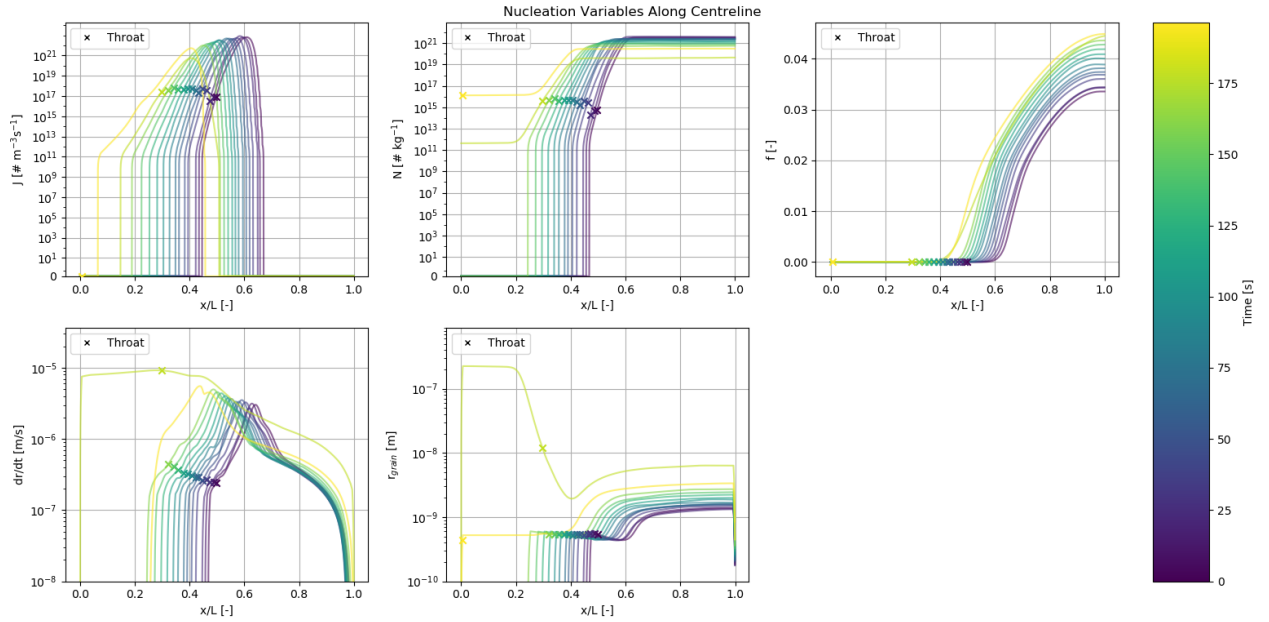 Nucleation Variables Along Centreline
J [# m⁻³s⁻¹]
10²¹
10¹⁹
10¹⁷
10¹⁵
10¹³
10¹¹
10⁹
10⁷
10⁵
10³
10¹
0
Throat
0.0 0.2 0.4 0.6 0.8 1.0
x/L [-]
N [# kg⁻¹]
10²¹
10¹⁹
10¹⁷
10¹⁵
10¹³
10¹¹
10⁹
10⁷
10⁵
10³
10¹
0
Throat
0.0 0.2 0.4 0.6 0.8 1.0
x/L [-]
f [-]
0.04
0.03
0.02
0.01
0.00
Throat
0.0 0.2 0.4 0.6 0.8 1.0
x/L [-]
dr/dt [m/s]
10⁻⁵
10⁻⁶
10⁻⁷
10⁻⁸
Throat
0.0 0.2 0.4 0.6 0.8 1.0
x/L [-]
r_grain [m]
10⁻⁷
10⁻⁸
10⁻⁹
10⁻¹⁰
Throat
0.0 0.2 0.4 0.6 0.8 1.0
x/L [-]
175
150
125
100
75
50
25
0
Time [s]